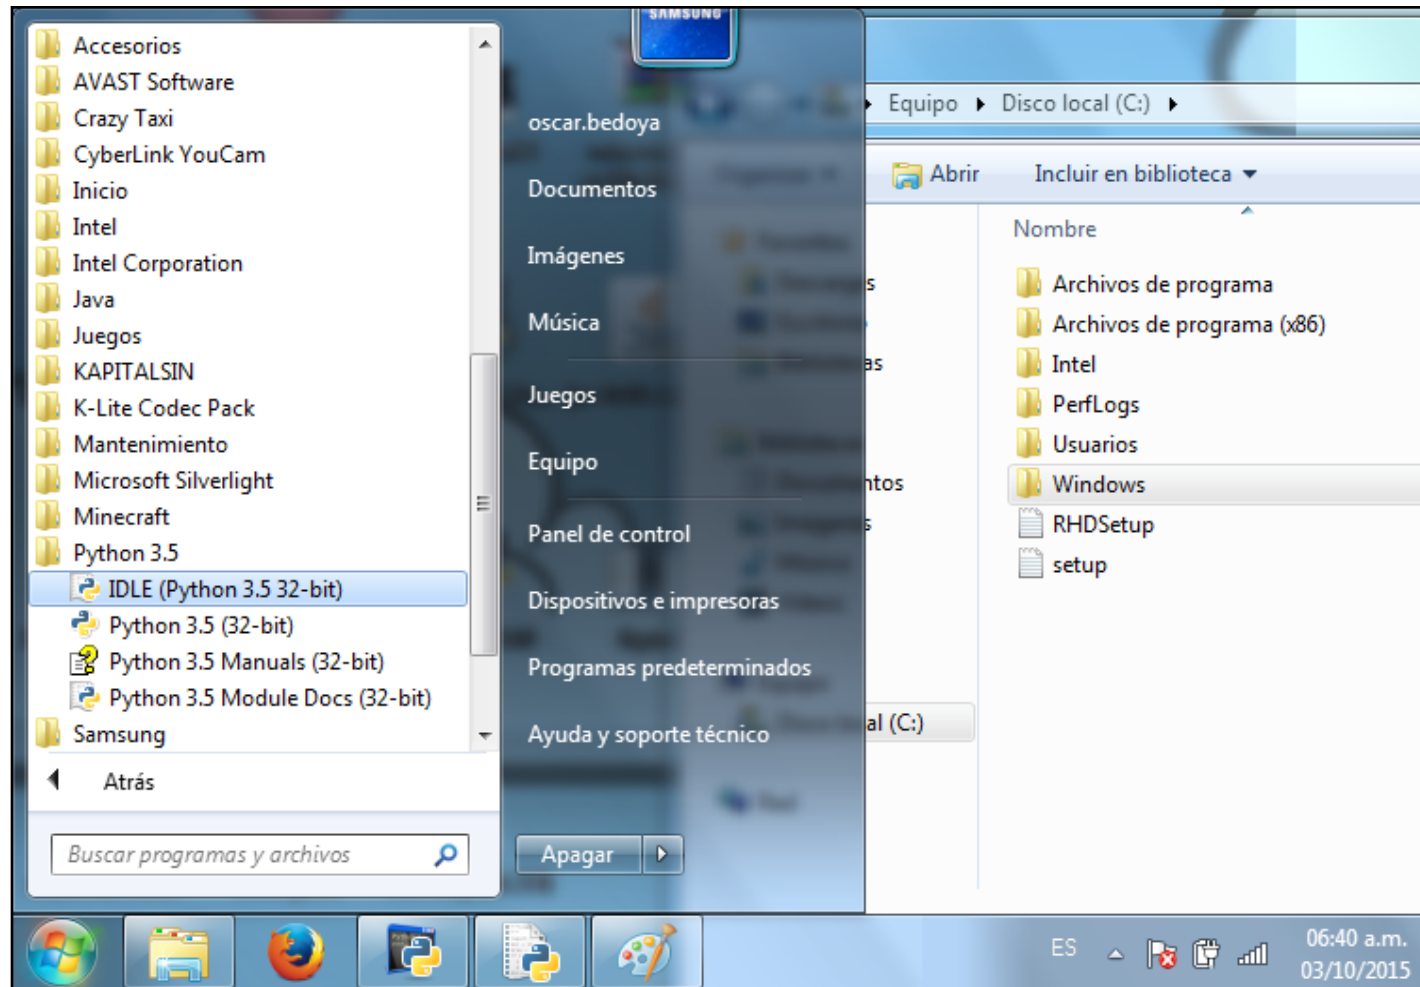 SAMSUNG
Accesorios
AVAST Software
Crazy Taxi
CyberLink YouCam
Inicio
Intel
Intel Corporation
Java
Juegos
KAPITALSIN
K-Lite Codec Pack
Mantenimiento
Microsoft Silverlight
Minecraft
Python 3.5
IDLE (Python 3.5 32-bit)
Python 3.5 (32-bit)
Python 3.5 Manuals (32-bit)
Python 3.5 Module Docs (32-bit)
Samsung
Atrás
Buscar programas y archivos
oscar.bedoya
Documentos
Imágenes
Música
Juegos
Equipo
Panel de control
Dispositivos e impresoras
Programas predeterminados
Ayuda y soporte técnico
Apagar
Equipo Disco local (C:)
Abrir Incluir en biblioteca
Nombre
Archivos de programa
Archivos de programa (x86)
Intel
PerfLogs
Usuarios
Windows
RHDSetup
setup
al (C:)
ES
06:40 a.m.
03/10/2015